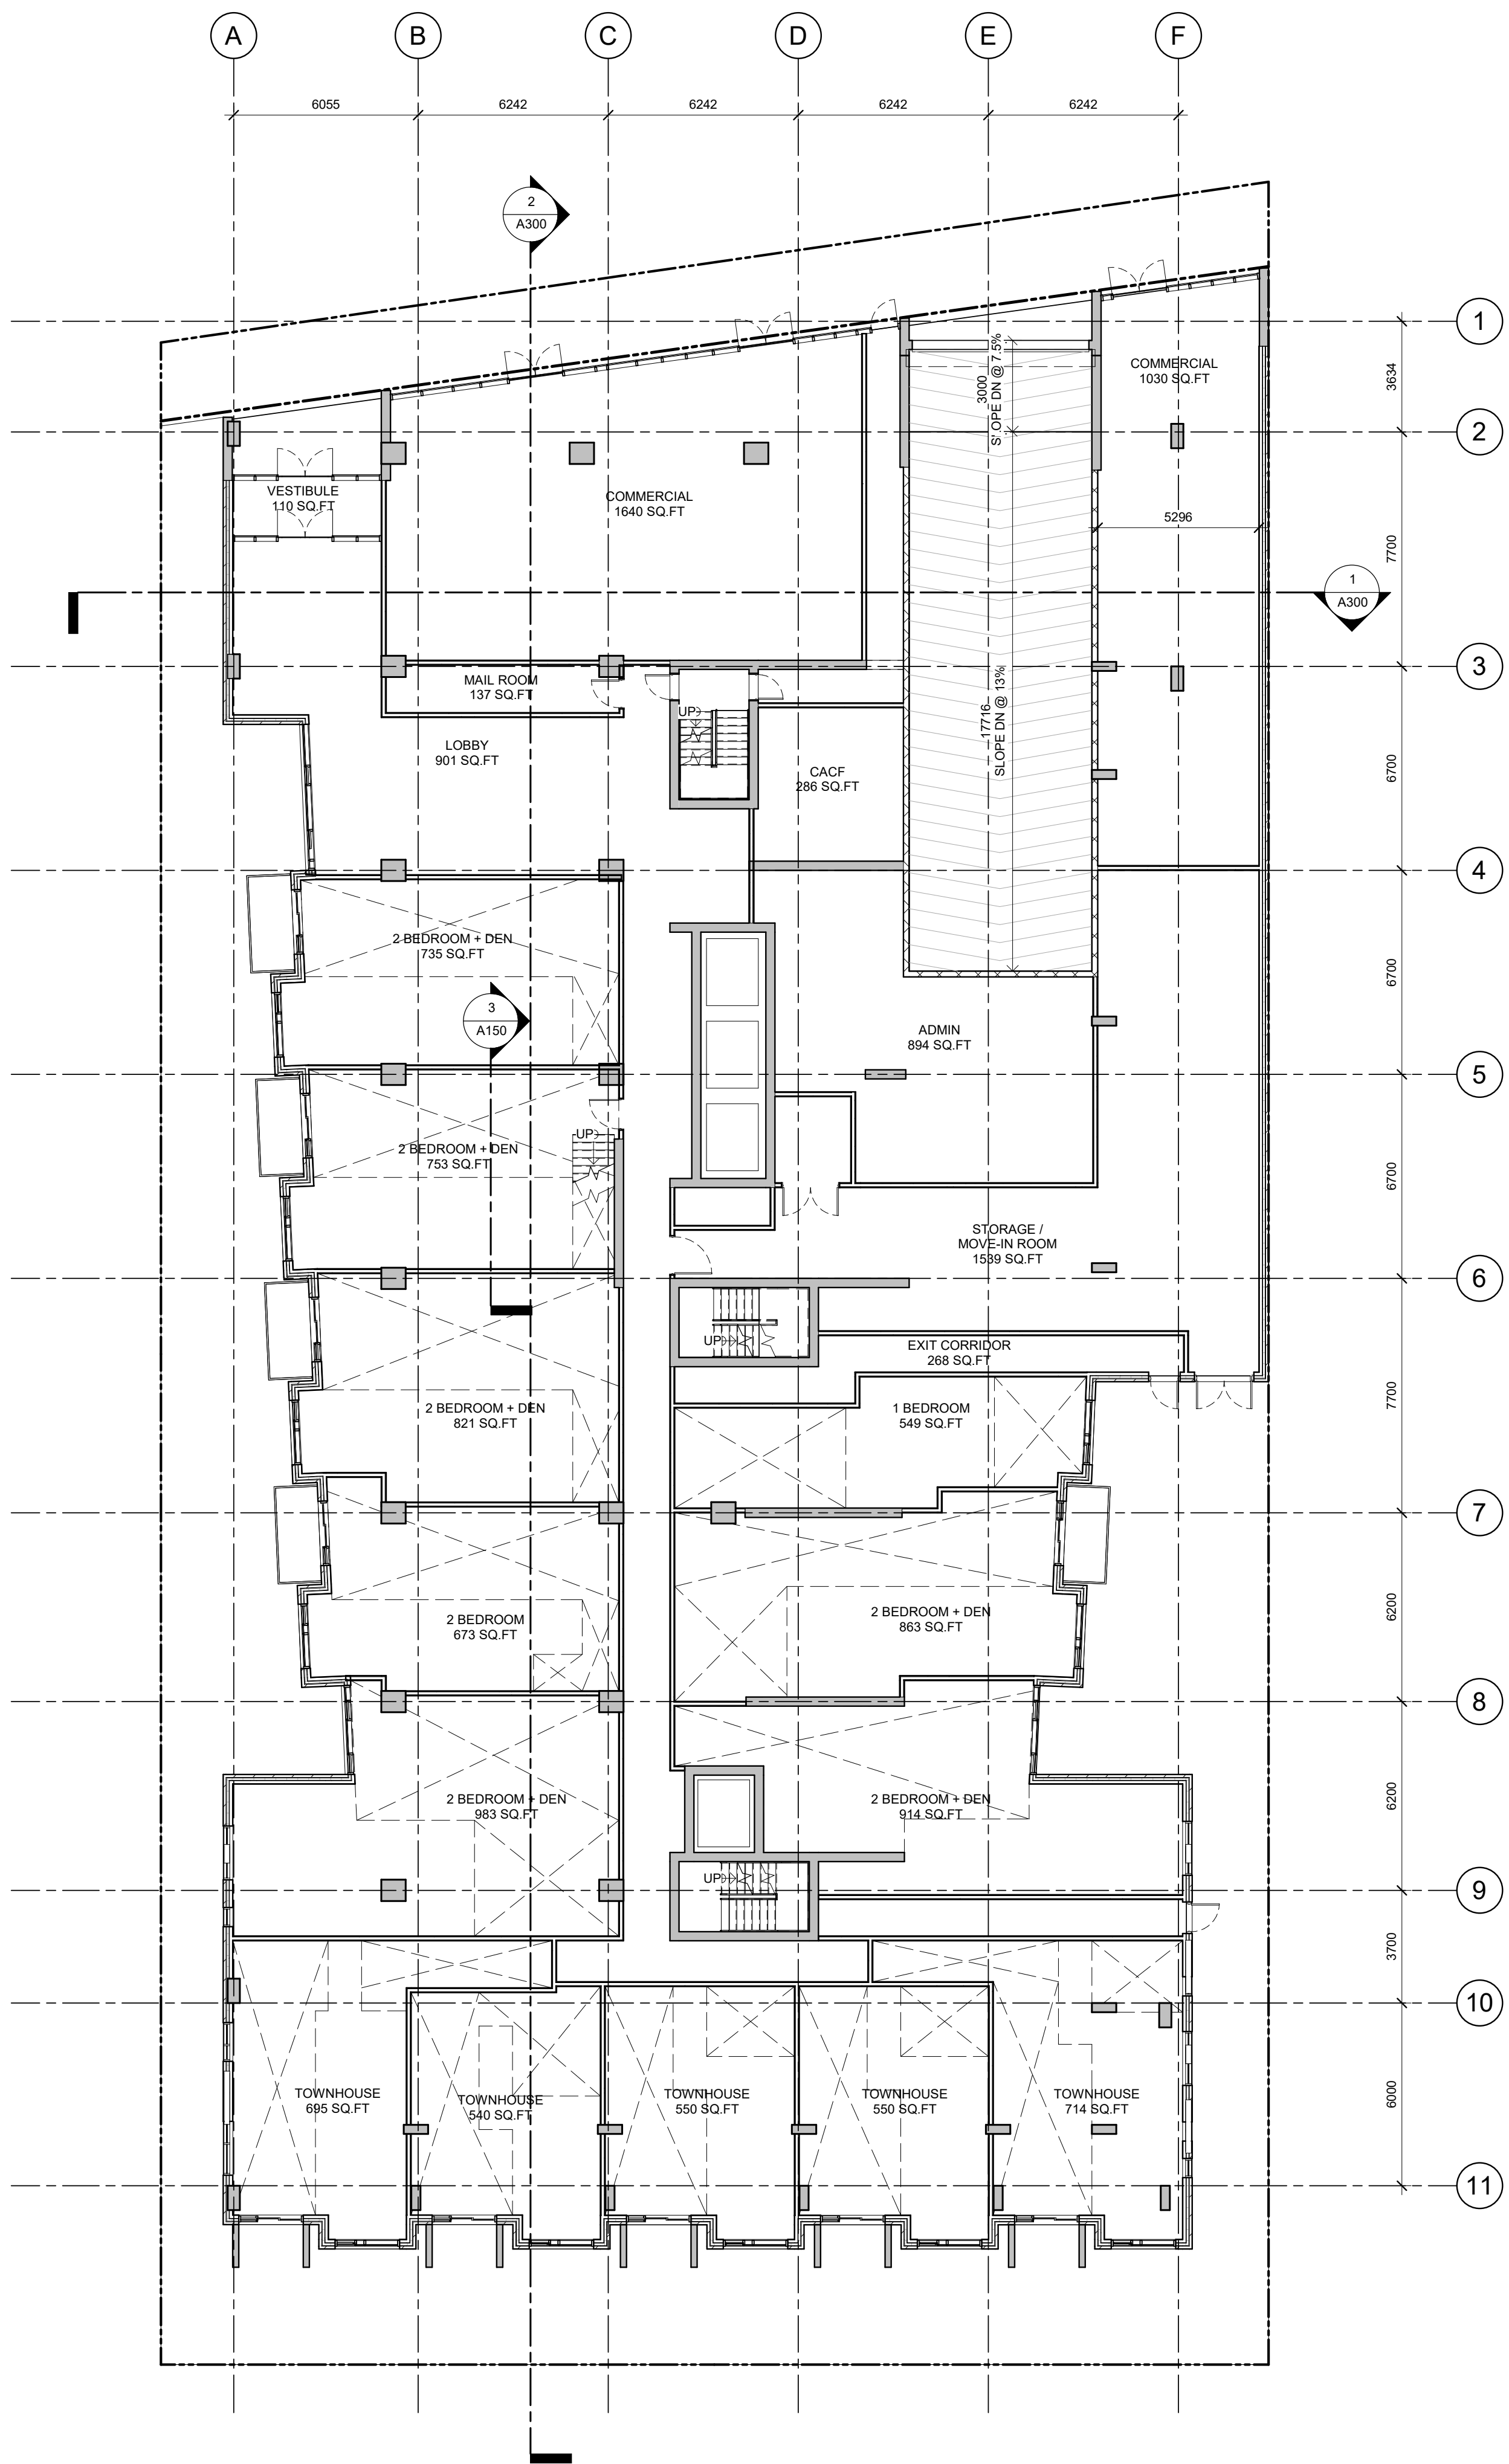 A
B
C
D
E
F
6055
6242
6242
6242
6242
2
A300
1
3634
2
COMMERCIAL
1030 SQ.FT
3000
SLOPE DN @ 7.5%
VESTIBULE
110 SQ.FT
COMMERCIAL
1640 SQ.FT
5296
7700
1
A300
3
MAIL ROOM
137 SQ.FT
UP
LOBBY
901 SQ.FT
CACF
286 SQ.FT
17716
SLOPE DN @ 13%
6700
4
2 BEDROOM + DEN
735 SQ.FT
6700
3
A150
ADMIN
894 SQ.FT
5
UP
2 BEDROOM + DEN
753 SQ.FT
6700
STORAGE /
MOVE-IN ROOM
1539 SQ.FT
6
UP
EXIT CORRIDOR
268 SQ.FT
2 BEDROOM + DEN
821 SQ.FT
1 BEDROOM
549 SQ.FT
7700
7
2 BEDROOM
673 SQ.FT
2 BEDROOM + DEN
863 SQ.FT
6200
8
2 BEDROOM + DEN
983 SQ.FT
2 BEDROOM + DEN
914 SQ.FT
6200
UP
9
3700
10
TOWNHOUSE
695 SQ.FT
TOWNHOUSE
540 SQ.FT
TOWNHOUSE
550 SQ.FT
TOWNHOUSE
550 SQ.FT
TOWNHOUSE
714 SQ.FT
6000
11